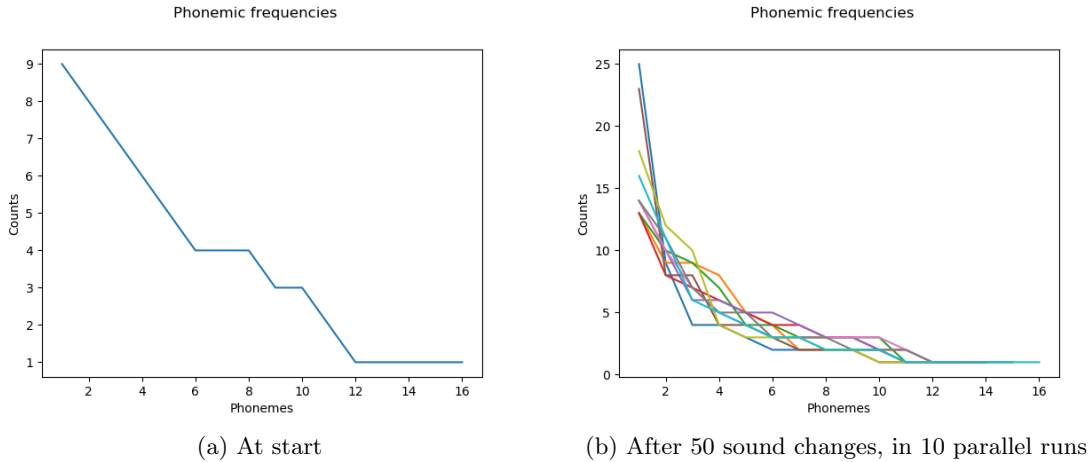 Phonemic frequencies
9
8
7
6
5
4
3
2
1
Counts
2 4 6 8 10 12 14 16
Phonemes
(a) At start
Phonemic frequencies
25
20
15
10
5
0
Counts
2 4 6 8 10 12 14 16
Phonemes
(b) After 50 sound changes, in 10 parallel runs